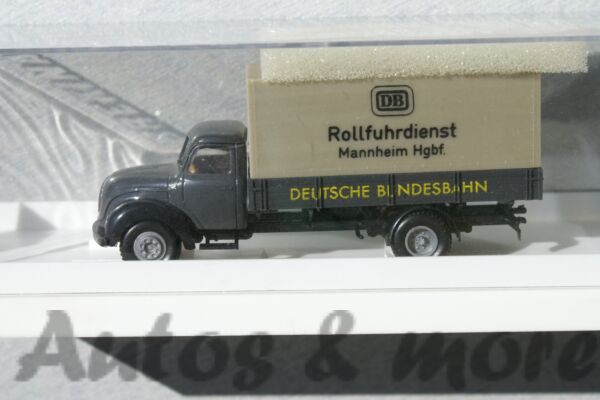 DB
Rollfuhrdienst
Mannheim Hgbf.
DEUTSCHE BUNDESBAHN
Autos & more